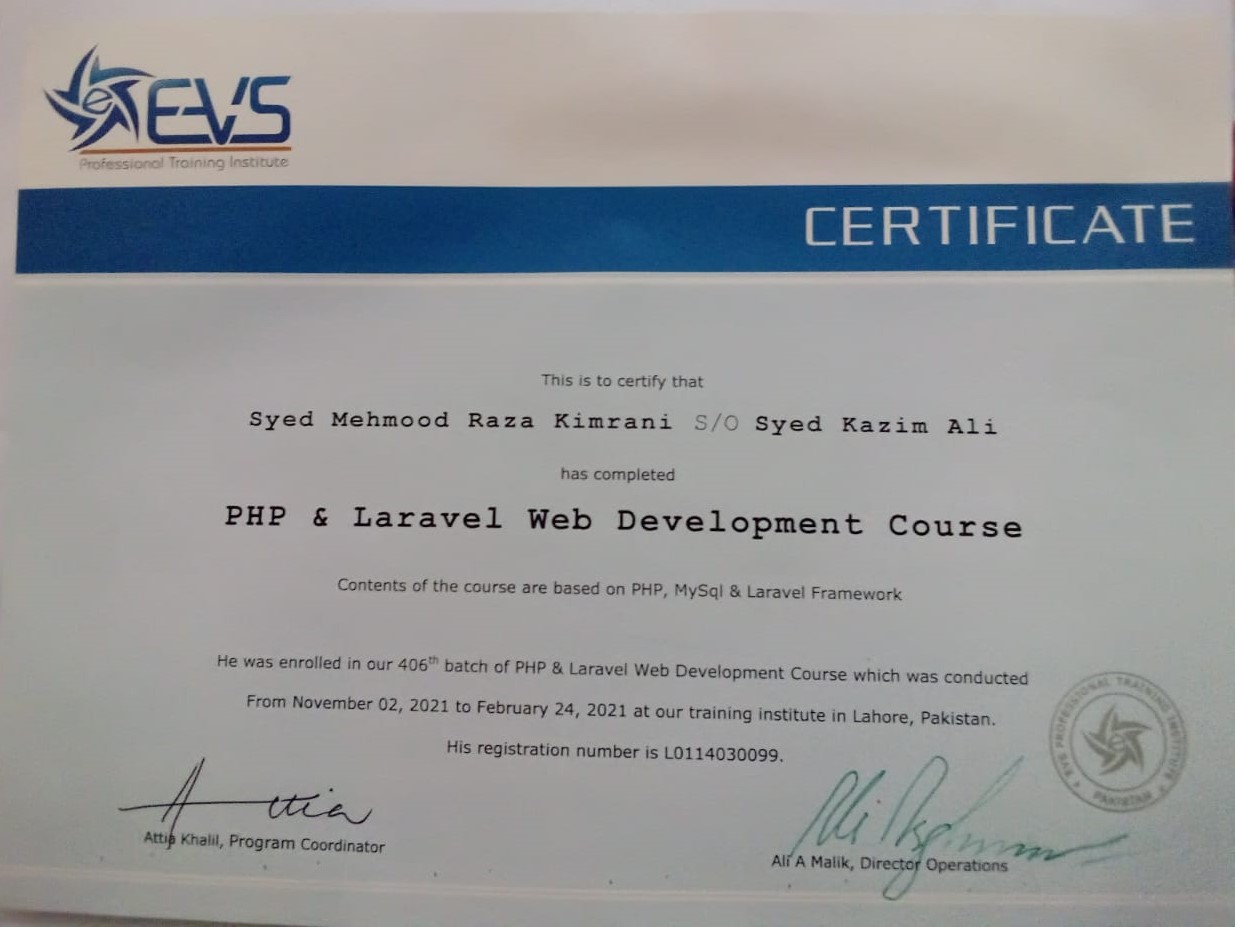 EVS
Professional Training Institute
CERTIFICATE
This is to certify that
Syed Mehmood Raza Kimrani S/O Syed Kazim Ali
has completed
PHP & Laravel Web Development Course
Contents of the course are based on PHP, MySql & Laravel Framework
He was enrolled in our 406th batch of PHP & Laravel Web Development Course which was conducted
From November 02, 2021 to February 24, 2021 at our training institute in Lahore, Pakistan.
His registration number is L0114030099.
EVS PROFESSIONAL TRAINING INSTITUTE
PAKISTAN
Attia
Attia Khalil, Program Coordinator
Ali A Malik, Director Operations